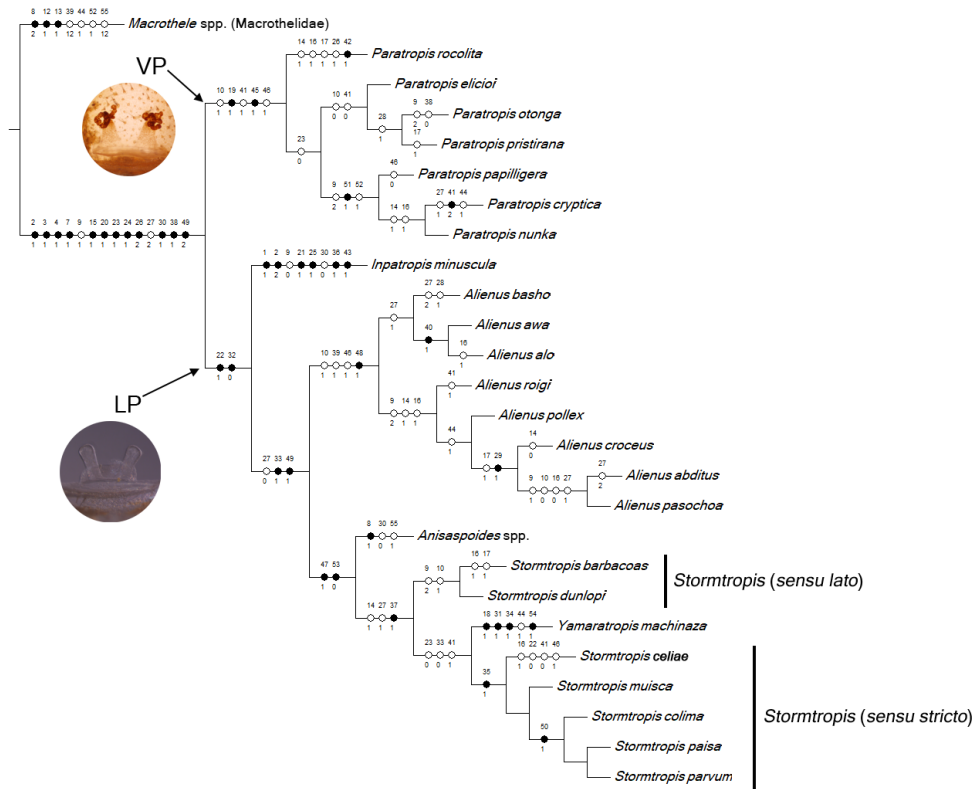 8 12 13 39 44 52 55
Macrothele spp. (Macrothelidae)
2 1 1 12 1 1 12
14 16 17 26 42
Paratropis rocolita
1 1 1 1 1
VP
10 19 41 45 46
1 1 1 1 1
Paratropis elicioi
10 41
0 0
9 38
Paratropis otonga
2 0
28
1
17
Paratropis pristirana
1
23
0
46
Paratropis papilligera
0
9 51 52
2 1 1
27 41 44
Paratropis cryptica
1 2 1
14 16
1 1
Paratropis nunka
2 3 4 7 9 15 20 23 24 26 27 30 38 49
1 1 1 1 1 1 1 1 1 2 2 1 1 2
1 2 9 21 25 30 36 43
Inpatropis minuscula
1 2 0 1 1 0 1 1
27 28
Alienus basho
2 1
27
1
40
Alienus awa
1
16
Alienus alo
1
10 39 46 48
1 1 1 1
22 32
1 0
LP
41
Alienus roigi
1
9 14 16
2 1 1
Alienus pollex
44
1
14
Alienus croceus
0
17 29
1 1
27
Alienus abditus
2
9 10 16 27
1 0 0 1
Alienus pasochoa
27 33 49
0 1 1
8 30 55
Anisaspoides spp.
1 0 1
47 53
1 0
16 17
Stormtropis barbacoas
1 1
9 10
2 1
Stormtropis (sensu lato)
Stormtropis dunlopi
14 27 37
1 1 1
18 31 34 44 54
Yamaratropis machinaza
1 1 1 1 1
23 33 41
0 0 1
16 22 41 46
Stormtropis celiae
1 0 0 1
35
1
Stormtropis muisca
Stormtropis colima
Stormtropis (sensu stricto)
50
1
Stormtropis paisa
Stormtropis parvum